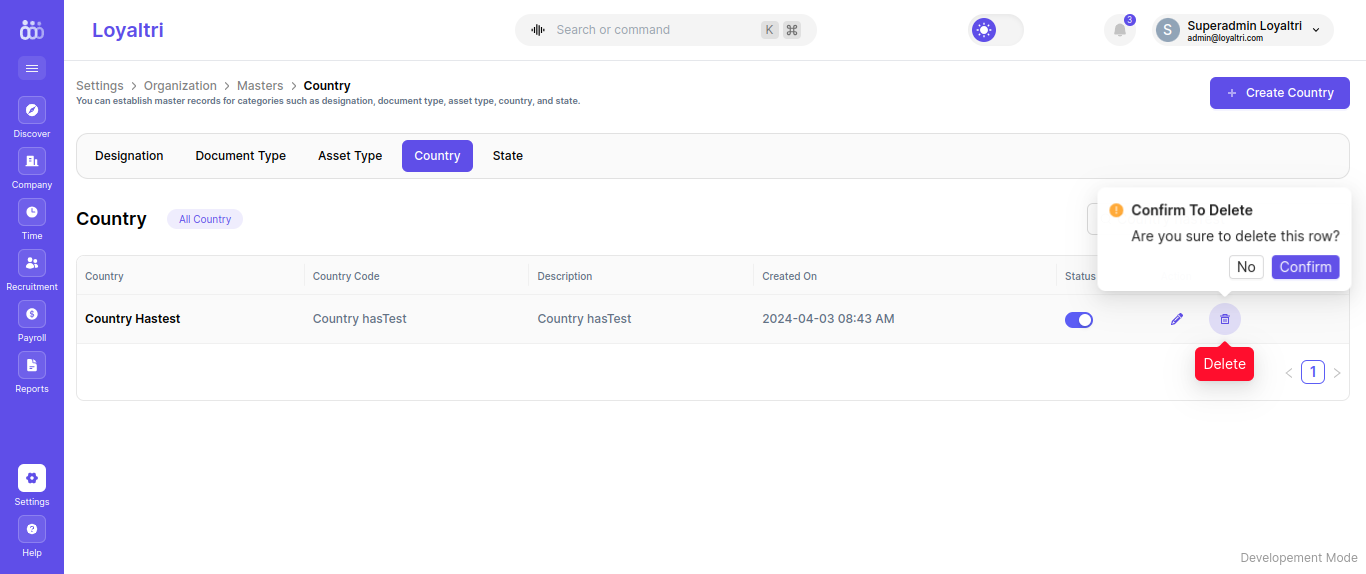 Loyaltri
Search or command
K ⌘
3
S
Superadmin Loyaltri
admin@loyaltri.com
Settings > Organization > Masters > Country
You can establish master records for categories such as designation, document type, asset type, country, and state.
+ Create Country
Discover
Company
Time
Recruitment
Payroll
Reports
Settings
Help
Designation Document Type Asset Type Country State
Country All Country
Confirm To Delete
Are you sure to delete this row?
No Confirm
Country Country Code Description Created On Status
Country Hastest Country hasTest Country hasTest 2024-04-03 08:43 AM
Delete
< 1 >
Developement Mode